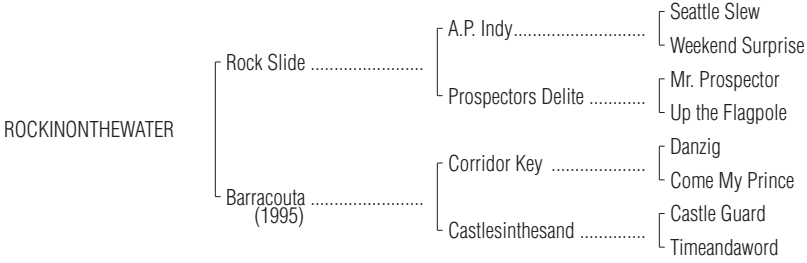 Seattle Slew
A.P. Indy..............................
Weekend Surprise
Rock Slide .........................
Mr. Prospector
Prospectors Delite ............
Up the Flagpole
ROCKINONTHEWATER
Danzig
Corridor Key ....................
Come My Prince
Barracouta .........................
(1995)
Castle Guard
Castlesinthesand ..............
Timeandaword